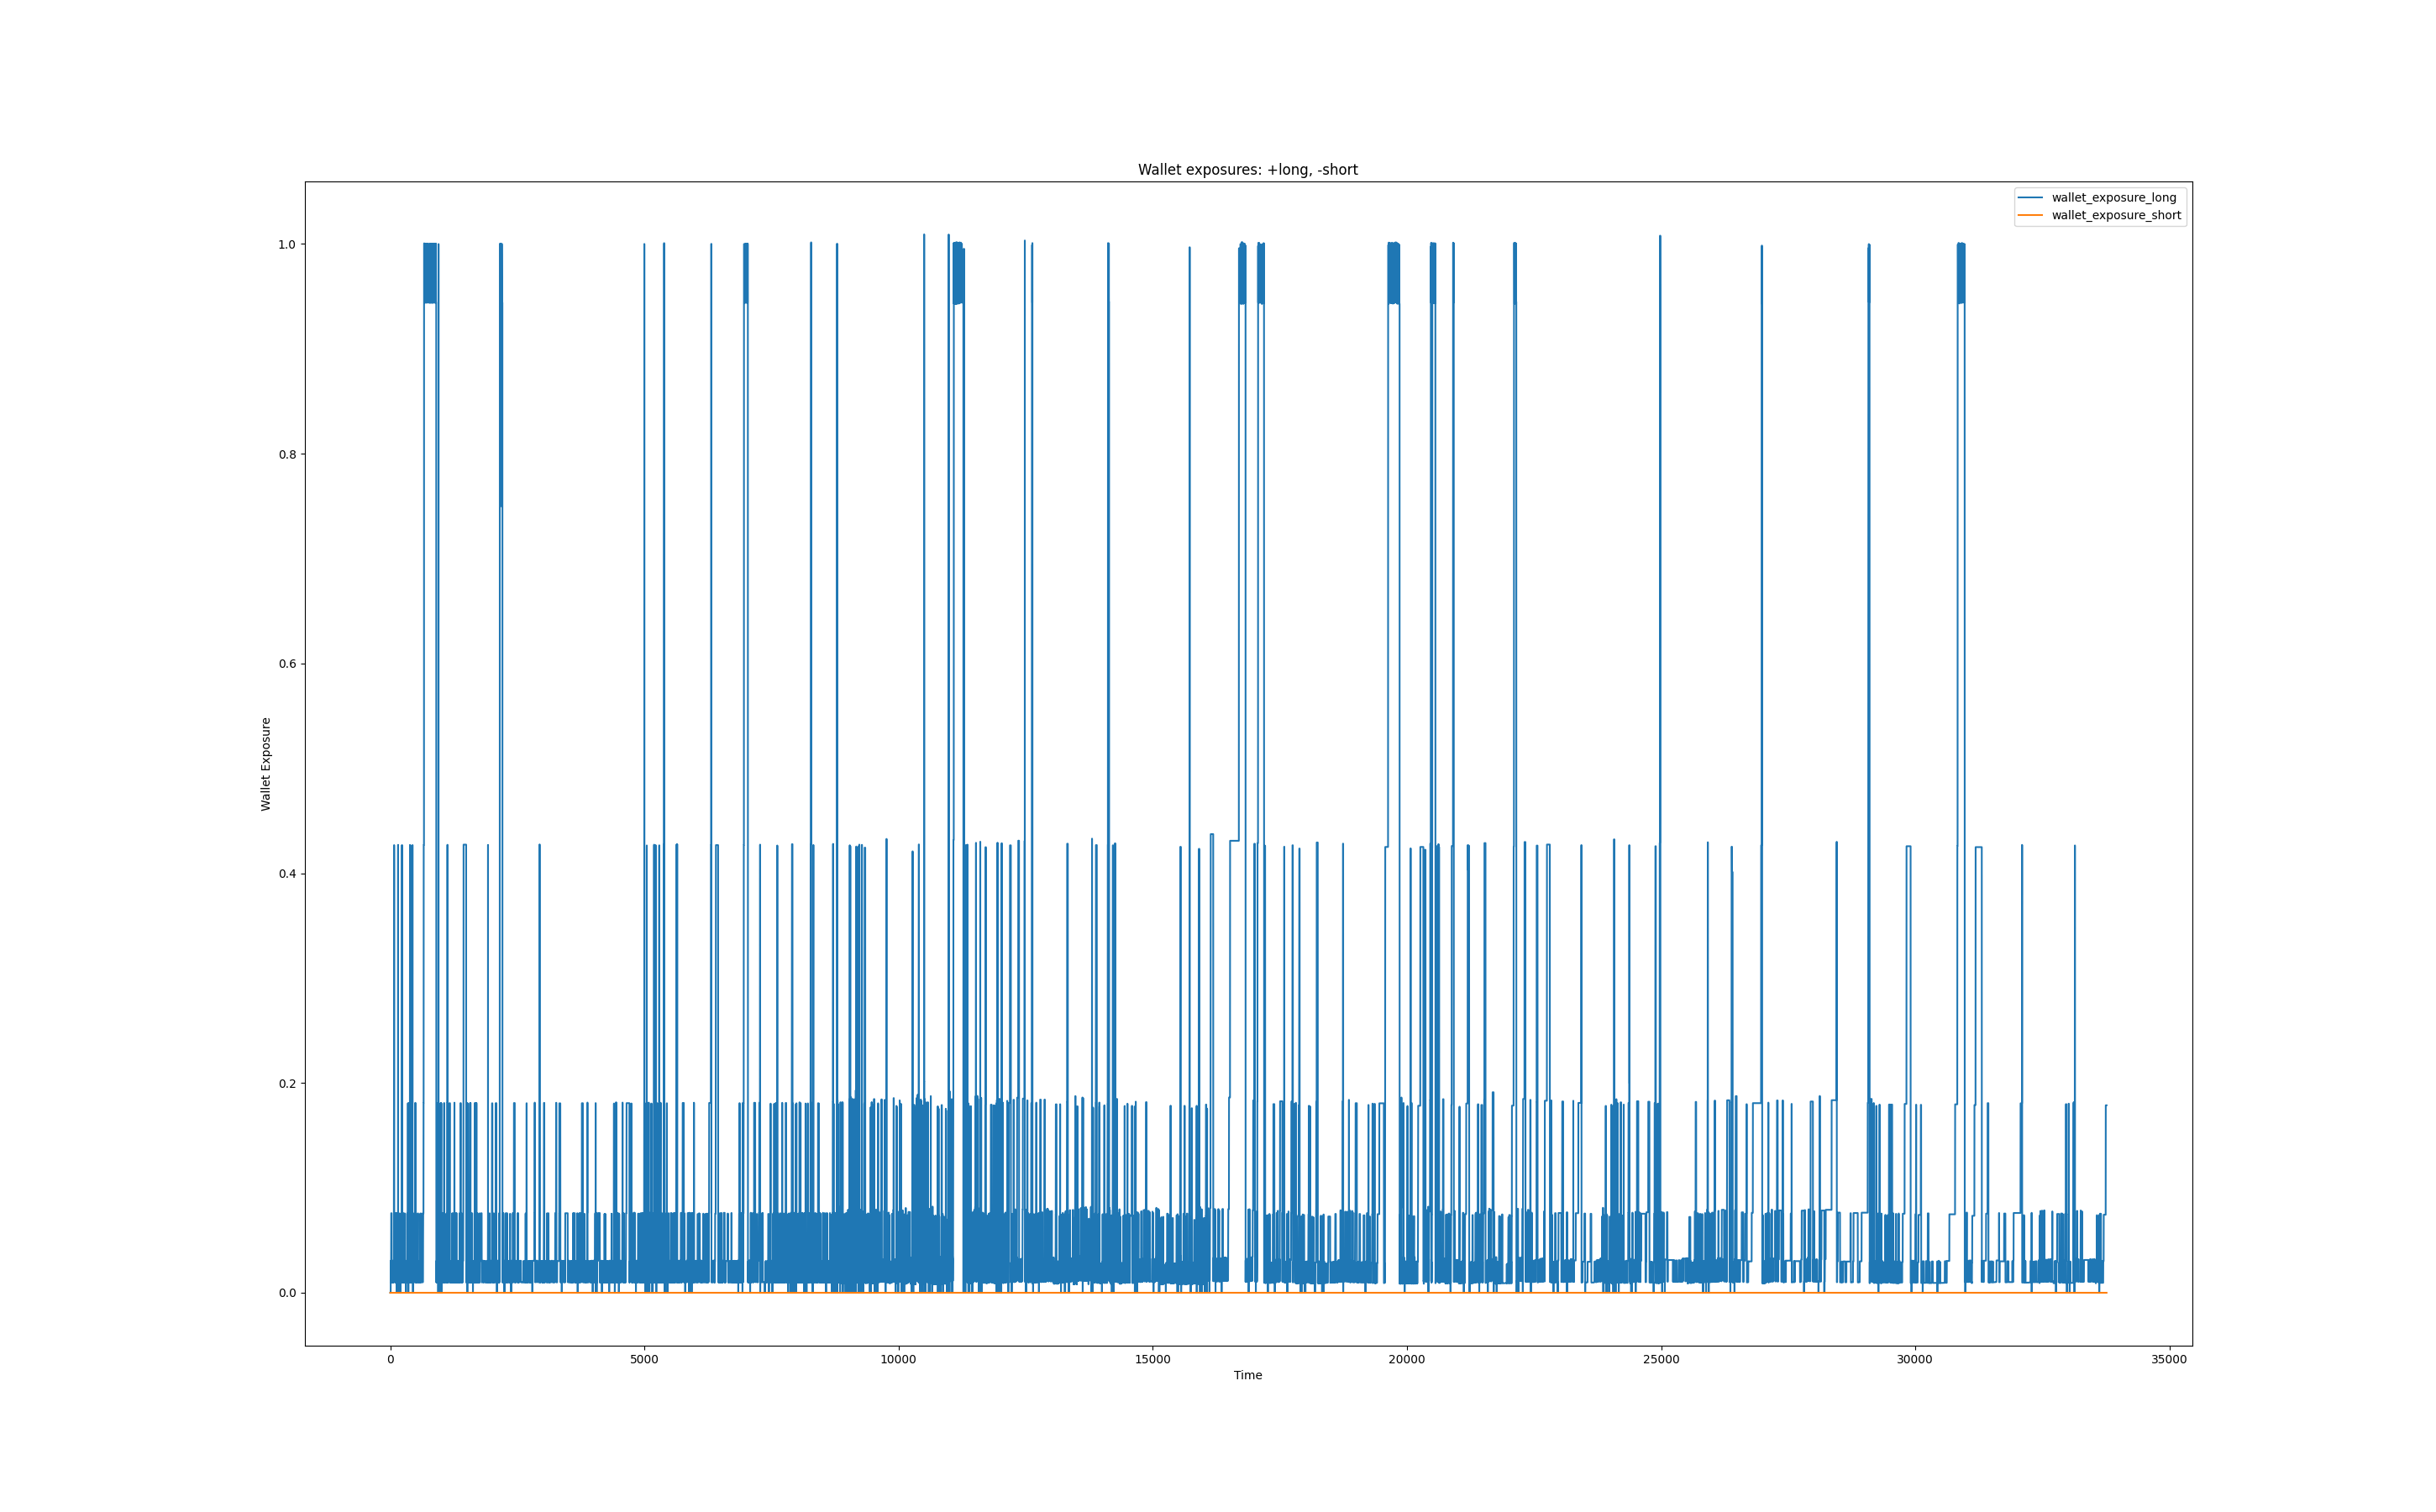 Wallet exposures: +long, -short
wallet_exposure_long
wallet_exposure_short
1.0
0.8
0.6
0.4
0.2
0.0
Wallet Exposure
0 5000 10000 15000 20000 25000 30000 35000
Time